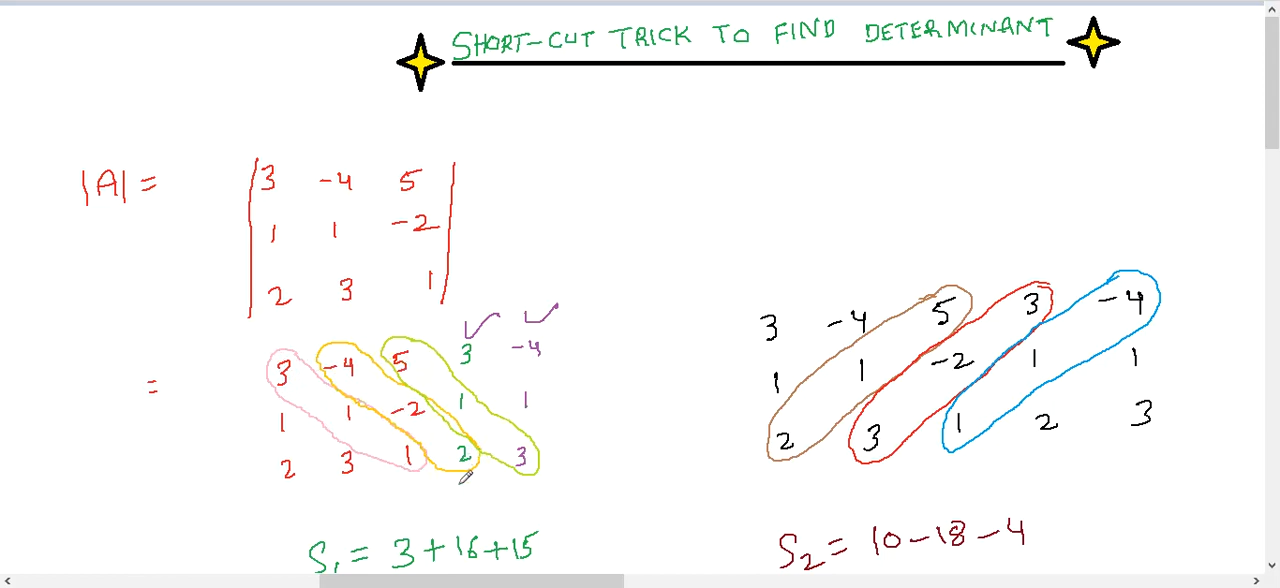 SHORT-CUT TRICK TO FIND DETERMINANT
|A| =
3 -4 5
1 1 -2
2 3 1
=
3 -4 5 3 -4
1 1 -2 1 1
2 3 1 2 3
3 -4 5 3 -4
1 1 -2 1 1
2 3 1 2 3
S1 = 3+16+15
S2 = 10-18-4